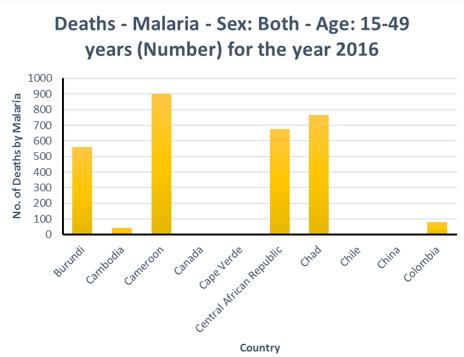 Deaths - Malaria - Sex: Both - Age: 15-49
years (Number) for the year 2016
No. of Deaths by Malaria
1000
900
800
700
600
500
400
300
200
100
0
Burundi
Cambodia
Cameroon
Canada
Cape Verde
Central African Republic
Chad
Chile
China
Colombia
Country